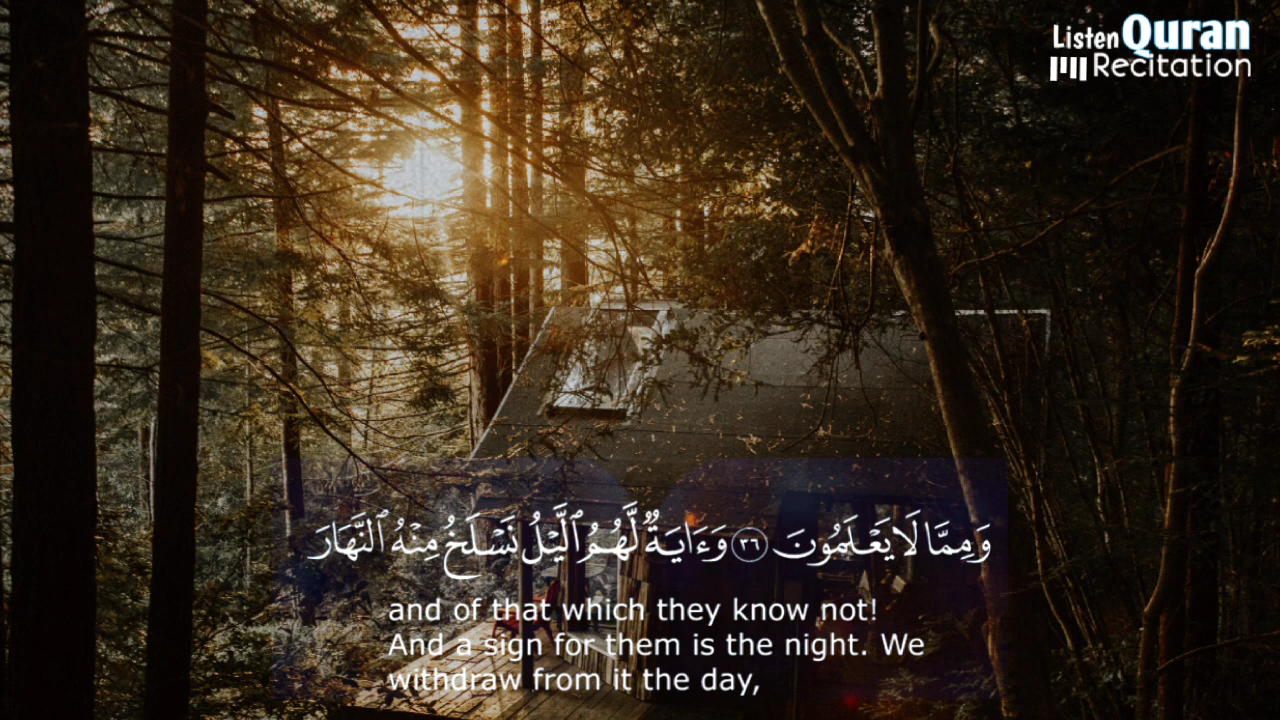 Listen Quran
Recitation
وَمِمَّا لَا يَعْلَمُونَ ٣٦ وَءَايَةٌ لَّهُمُ ٱلَّيْلُ نَسْلَخُ مِنْهُ ٱلنَّهَارَ
and of that which they know not!
And a sign for them is the night. We
withdraw from it the day,